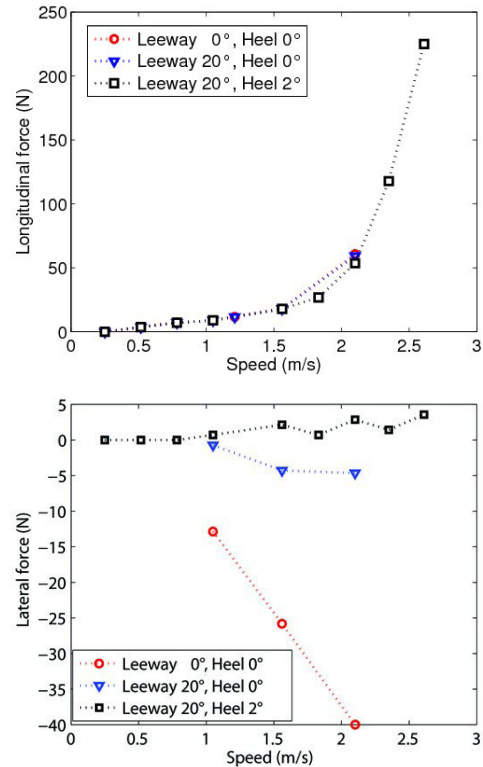 250
200
150
100
50
0
Longitudinal force (N)
Leeway 0°, Heel 0°
Leeway 20°, Heel 0°
Leeway 20°, Heel 2°
0 0.5 1 1.5 2 2.5 3
Speed (m/s)
5
0
−5
−10
−15
−20
−25
−30
−35
−40
Lateral force (N)
Leeway 0°, Heel 0°
Leeway 20°, Heel 0°
Leeway 20°, Heel 2°
0 0.5 1 1.5 2 2.5 3
Speed (m/s)